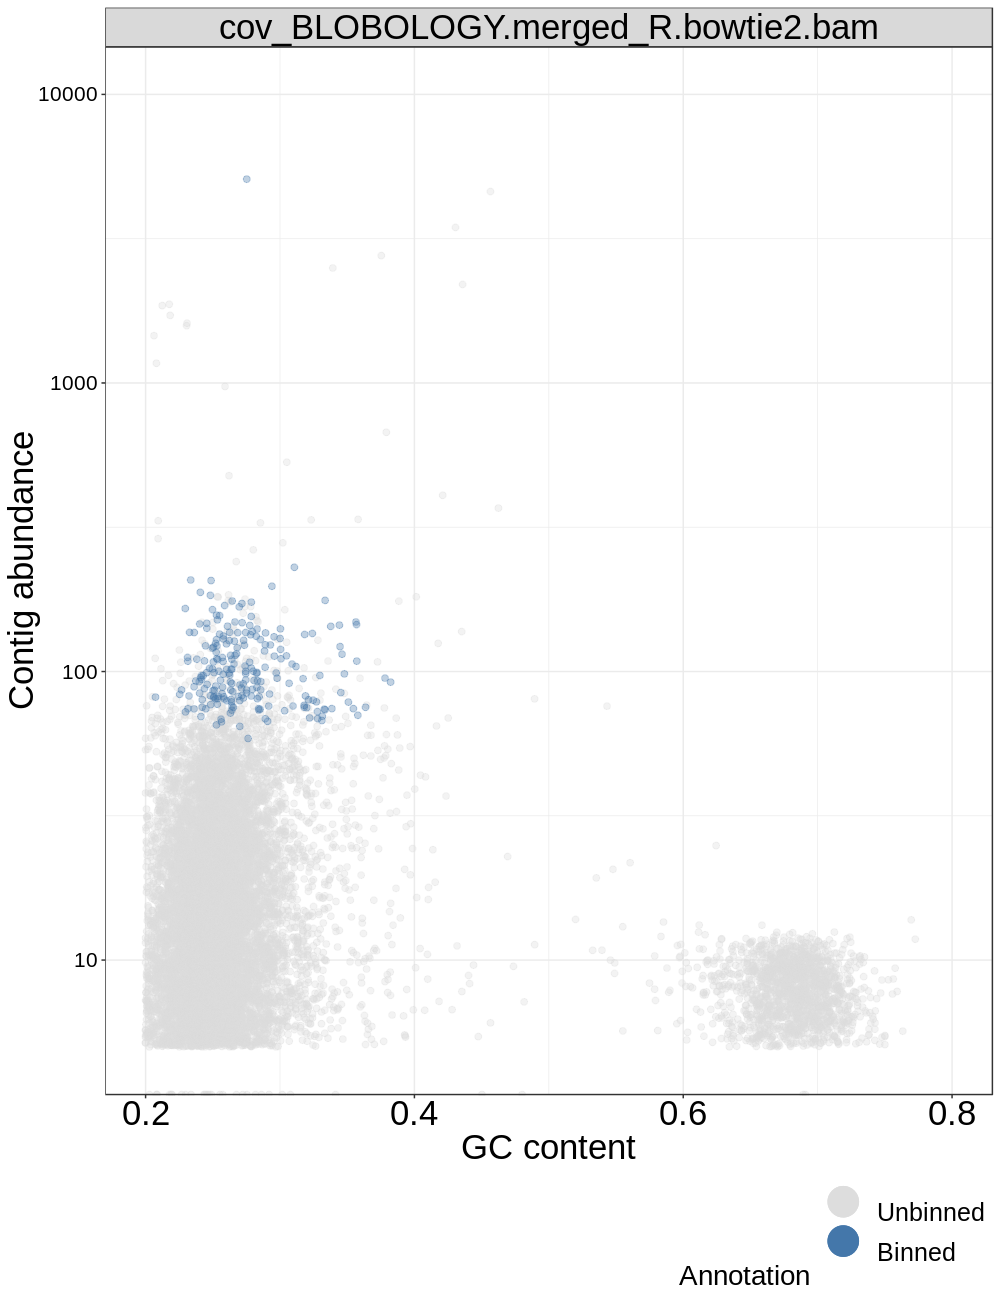 cov_BLOBOLOGY.merged_R.bowtie2.bam
10000
1000
100
10
Contig abundance
0.2 0.4 0.6 0.8
GC content
Unbinned
Binned
Annotation